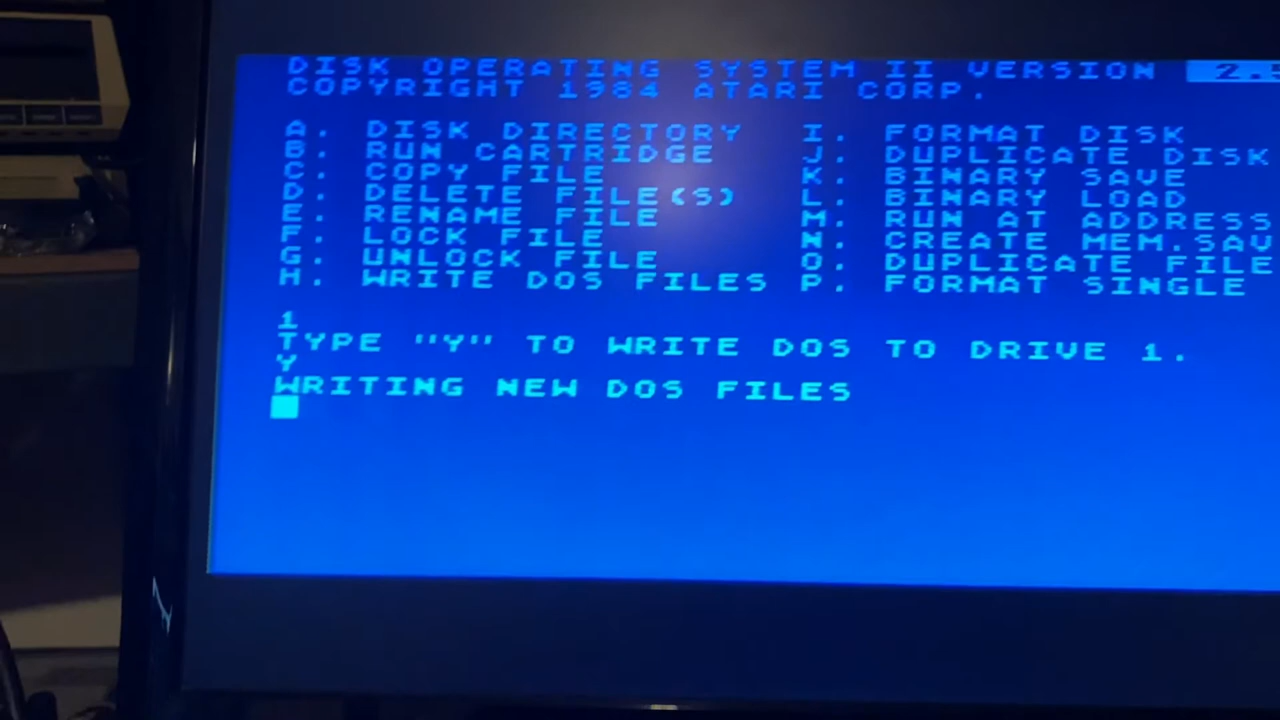 DISK OPERATING SYSTEM II VERSION 2.5
COPYRIGHT 1984 ATARI CORP.
A. DISK DIRECTORY I. FORMAT DISK
B. RUN CARTRIDGE J. DUPLICATE DISK
C. COPY FILE K. BINARY SAVE
D. DELETE FILE(S) L. BINARY LOAD
E. RENAME FILE M. RUN AT ADDRESS
F. LOCK FILE N. CREATE MEM.SAV
G. UNLOCK FILE O. DUPLICATE FILE
H. WRITE DOS FILES P. FORMAT SINGLE
1
TYPE "Y" TO WRITE DOS TO DRIVE 1.
Y
WRITING NEW DOS FILES